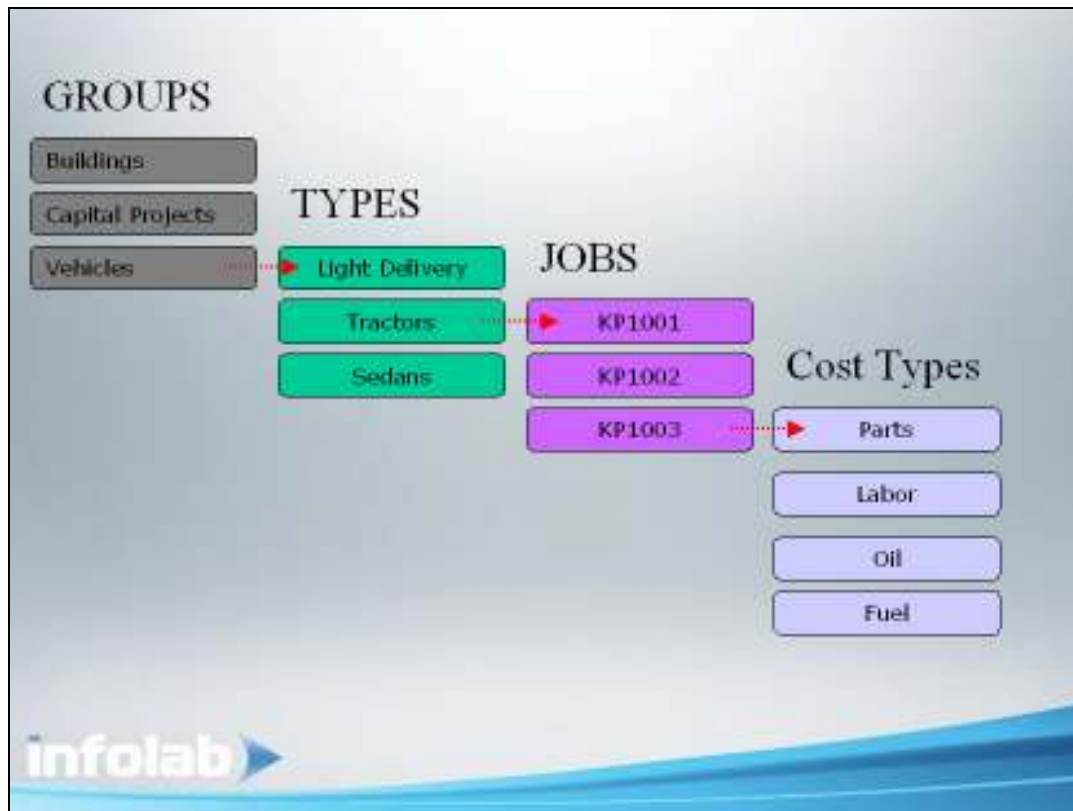 GROUPS
Buildings
Capital Projects
Vehicles
TYPES
Light Delivery
Tractors
Sedans
JOBS
KP1001
KP1002
KP1003
Cost Types
Parts
Labor
Oil
Fuel
infolab